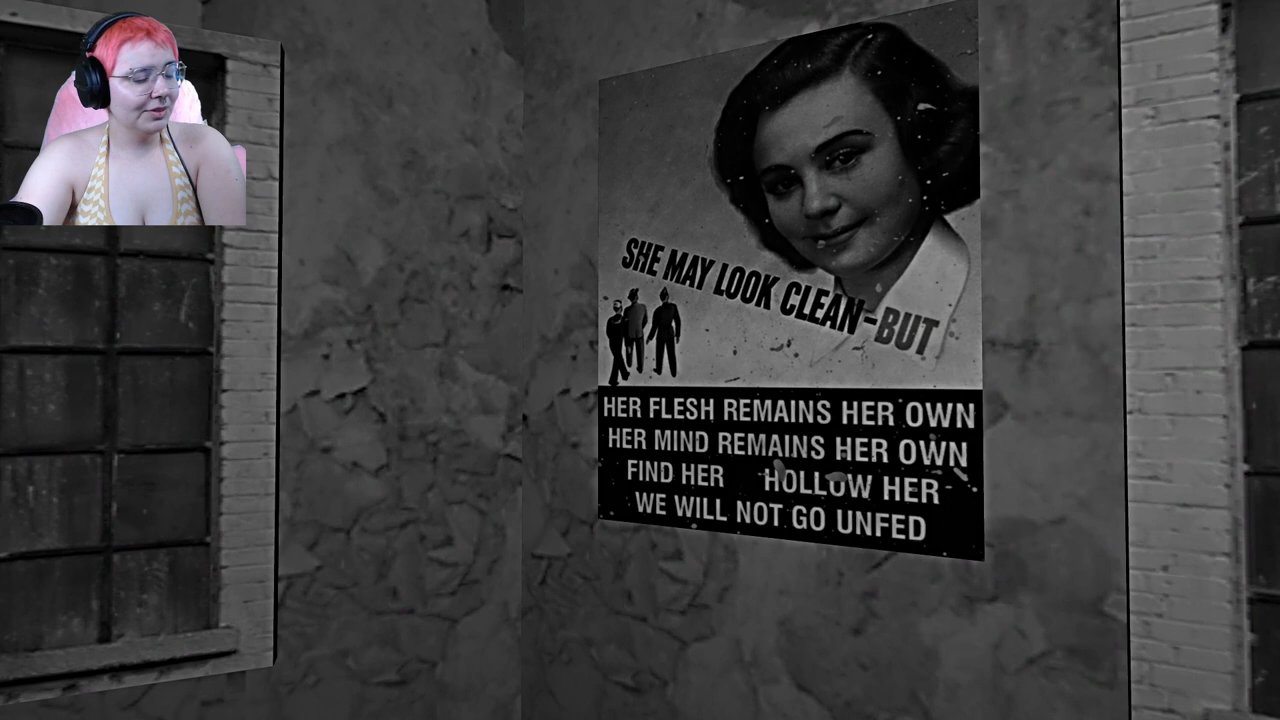 SHE MAY LOOK CLEAN-BUT
HER FLESH REMAINS HER OWN
HER MIND REMAINS HER OWN
FIND HER HOLLOW HER
WE WILL NOT GO UNFED